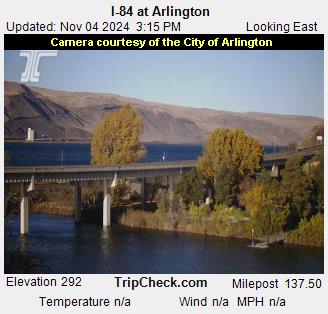 I-84 at Arlington
Updated: Nov 04 2024 3:15 PM Looking East
Camera courtesy of the City of Arlington
Elevation 292 TripCheck.com Milepost 137.50
Temperature n/a Wind n/a MPH n/a